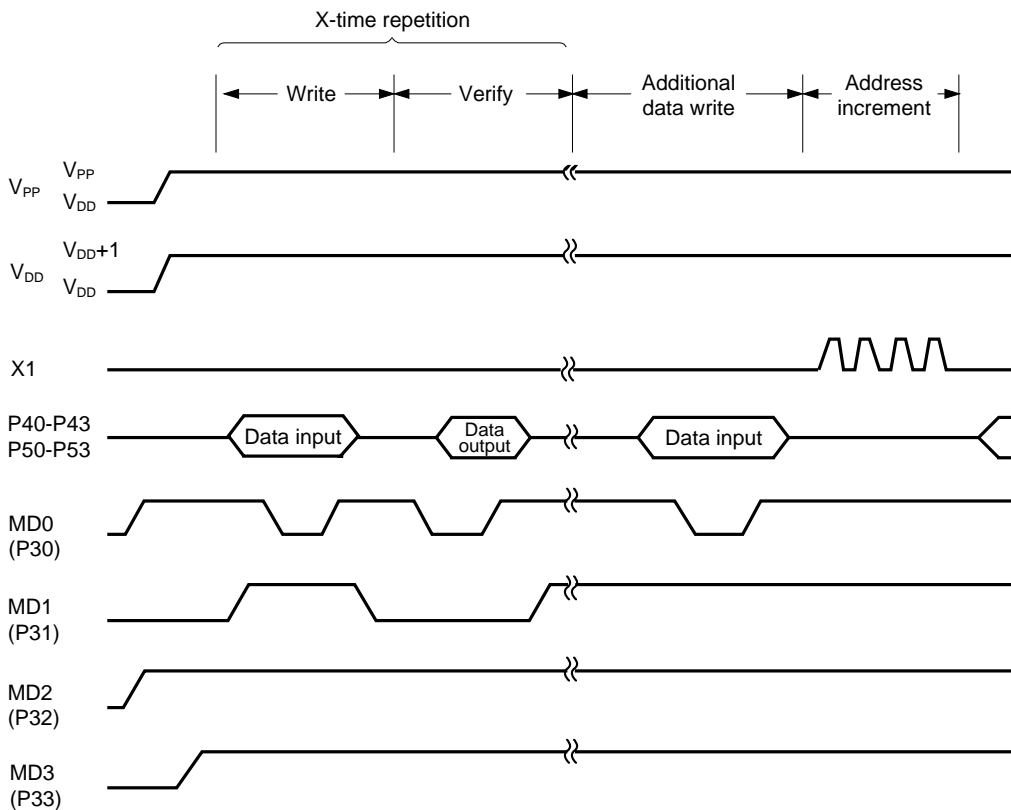 X-time repetition
Write
Verify
Additional
data write
Address
increment
VPP
VPP
VDD
VDD
VDD+1
VDD
X1
P40-P43
P50-P53
Data input
Data
output
Data input
MD0
(P30)
MD1
(P31)
MD2
(P32)
MD3
(P33)